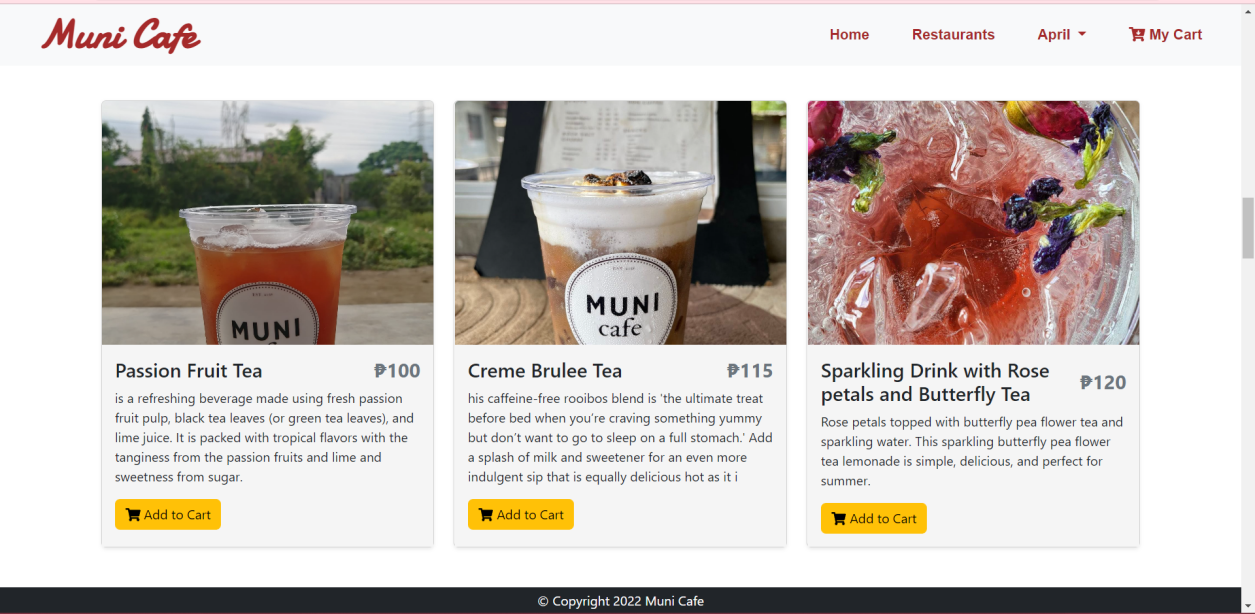 Muni Cafe
Home
Restaurants
April
My Cart
MUNI
MUNI
cafe
Passion Fruit Tea
₱100
is a refreshing beverage made using fresh passion
fruit pulp, black tea leaves (or green tea leaves), and
lime juice. It is packed with tropical flavors with the
tanginess from the passion fruits and lime and
sweetness from sugar.
Add to Cart
Creme Brulee Tea
₱115
his caffeine-free rooibos blend is 'the ultimate treat
before bed when you’re craving something yummy
but don’t want to go to sleep on a full stomach.' Add
a splash of milk and sweetener for an even more
indulgent sip that is equally delicious hot as it i
Add to Cart
Sparkling Drink with Rose
petals and Butterfly Tea
₱120
Rose petals topped with butterfly pea flower tea and
sparkling water. This sparkling butterfly pea flower
tea lemonade is simple, delicious, and perfect for
summer.
Add to Cart
© Copyright 2022 Muni Cafe